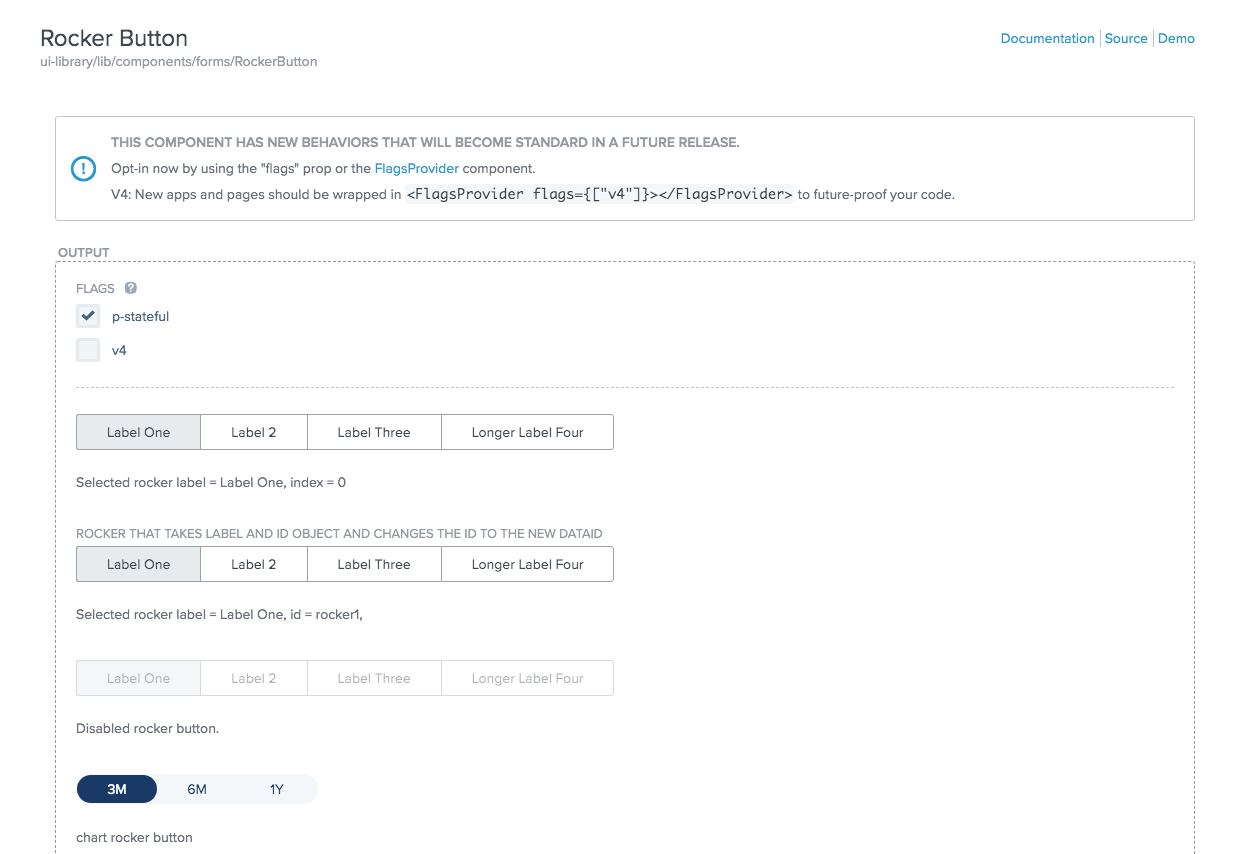 Rocker Button
Documentation Source Demo
ui-library/lib/components/forms/RockerButton
THIS COMPONENT HAS NEW BEHAVIORS THAT WILL BECOME STANDARD IN A FUTURE RELEASE.
Opt-in now by using the "flags" prop or the FlagsProvider component.
V4: New apps and pages should be wrapped in <FlagsProvider flags={["v4"]}></FlagsProvider> to future-proof your code.
OUTPUT
FLAGS ?
p-stateful
v4
Label One Label 2 Label Three Longer Label Four
Selected rocker label = Label One, index = 0
ROCKER THAT TAKES LABEL AND ID OBJECT AND CHANGES THE ID TO THE NEW DATAID
Label One Label 2 Label Three Longer Label Four
Selected rocker label = Label One, id = rocker1,
Label One Label 2 Label Three Longer Label Four
Disabled rocker button.
3M 6M 1Y
chart rocker button